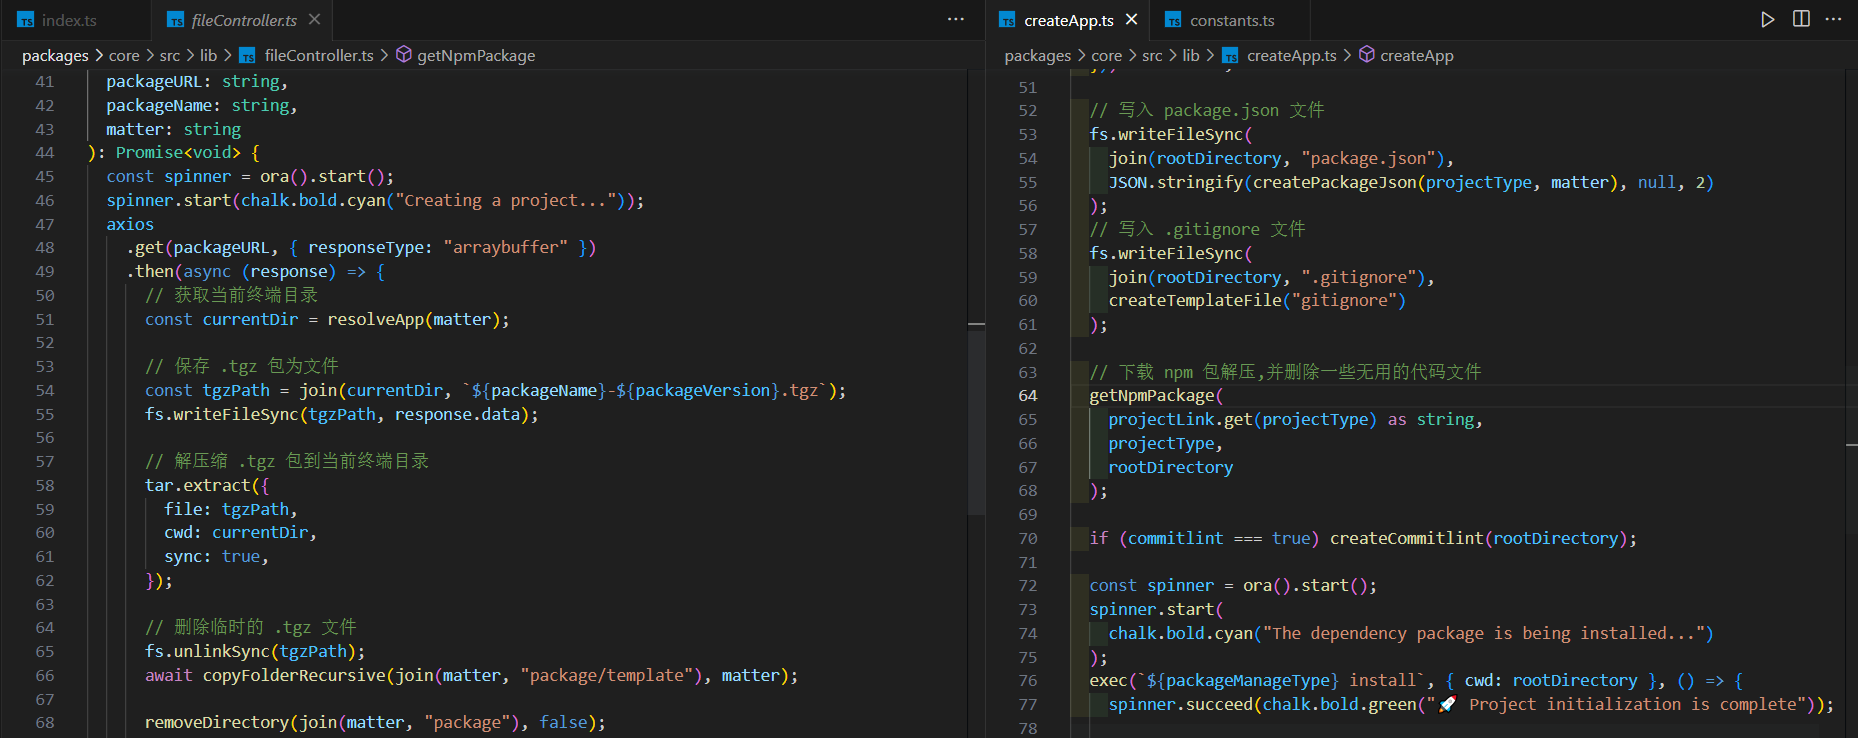 TS index.ts
TS fileController.ts
packages > core > src > lib > TS fileController.ts > getNpmPackage
41 packageURL: string,
42 packageName: string,
43 matter: string
44 ): Promise<void> {
45 const spinner = ora().start();
46 spinner.start(chalk.bold.cyan("Creating a project..."));
47 axios
48 .get(packageURL, { responseType: "arraybuffer" })
49 .then(async (response) => {
50 // 获取当前终端目录
51 const currentDir = resolveApp(matter);
52
53 // 保存 .tgz 包为文件
54 const tgzPath = join(currentDir, `${packageName}-${packageVersion}.tgz`);
55 fs.writeFileSync(tgzPath, response.data);
56
57 // 解压缩 .tgz 包到当前终端目录
58 tar.extract({
59 file: tgzPath,
60 cwd: currentDir,
61 sync: true,
62 });
63
64 // 删除临时的 .tgz 文件
65 fs.unlinkSync(tgzPath);
66 await copyFolderRecursive(join(matter, "package/template"), matter);
67
68 removeDirectory(join(matter, "package"), false);
TS createApp.ts
TS constants.ts
packages > core > src > lib > TS createApp.ts > createApp
51
52 // 写入 package.json 文件
53 fs.writeFileSync(
54 join(rootDirectory, "package.json"),
55 JSON.stringify(createPackageJson(projectType, matter), null, 2)
56 );
57 // 写入 .gitignore 文件
58 fs.writeFileSync(
59 join(rootDirectory, ".gitignore"),
60 createTemplateFile("gitignore")
61 );
62
63 // 下载 npm 包解压,并删除一些无用的代码文件
64 getNpmPackage(
65 projectLink.get(projectType) as string,
66 projectType,
67 rootDirectory
68 );
69
70 if (commitlint === true) createCommitlint(rootDirectory);
71
72 const spinner = ora().start();
73 spinner.start(
74 chalk.bold.cyan("The dependency package is being installed...")
75 );
76 exec(`${packageManageType} install`, { cwd: rootDirectory }, () => {
77 spinner.succeed(chalk.bold.green("🚀 Project initialization is complete"));
78